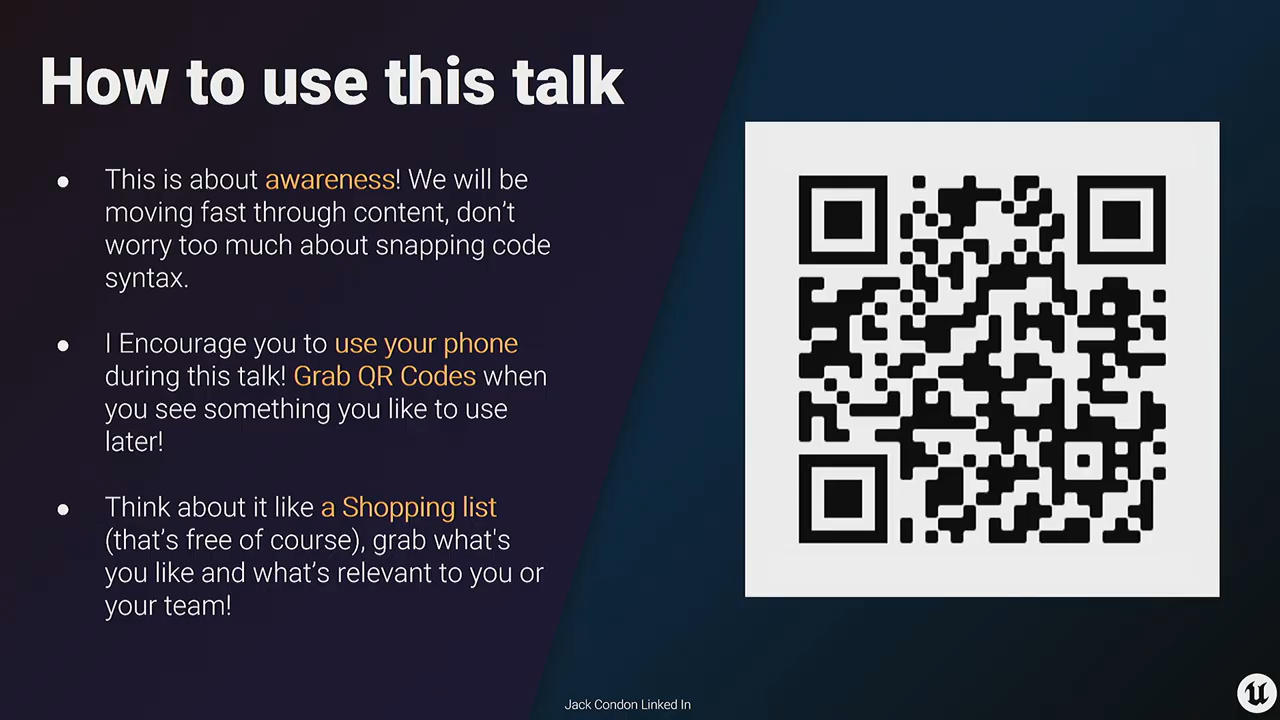 How to use this talk
This is about awareness! We will be
moving fast through content, don’t
worry too much about snapping code
syntax.
I Encourage you to use your phone
during this talk! Grab QR Codes when
you see something you like to use
later!
Think about it like a Shopping list
(that’s free of course), grab what's
you like and what’s relevant to you or
your team!
Jack Condon Linked In